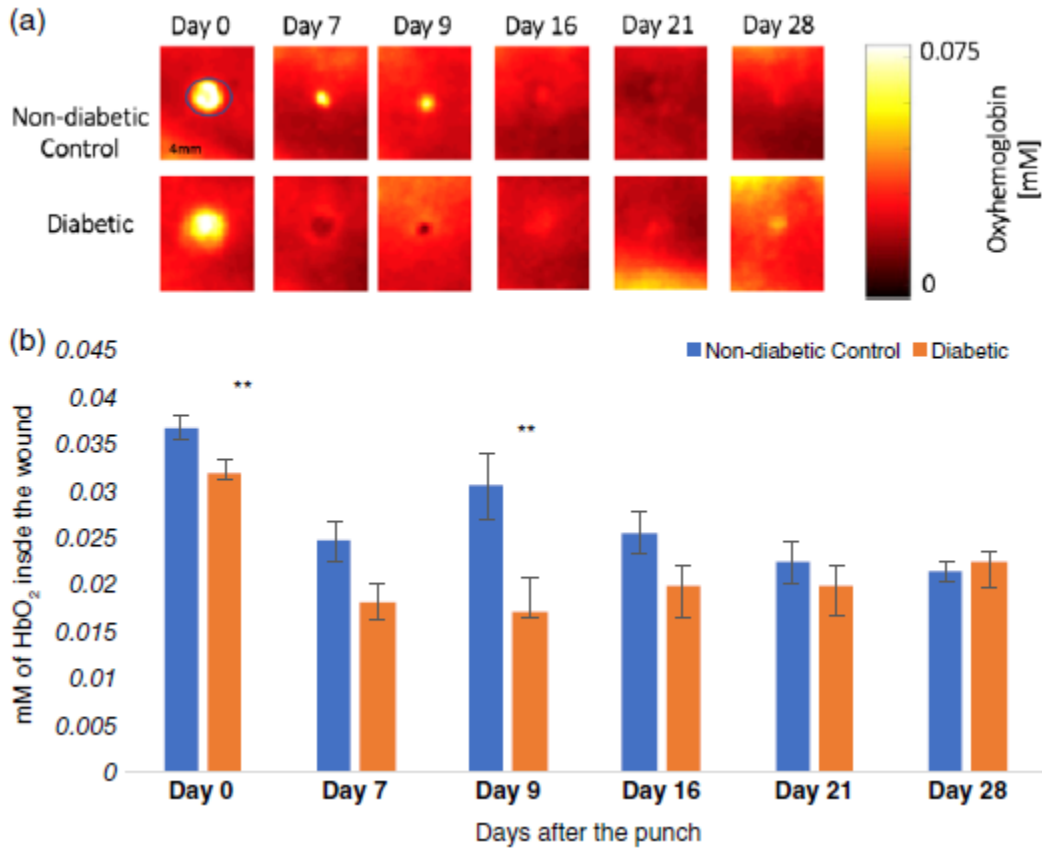 (a)
Day 0 Day 7 Day 9 Day 16 Day 21 Day 28
Non-diabetic
Control
4mm
Diabetic
0.075
Oxyhemoglobin
[mM]
0
(b)
Non-diabetic Control Diabetic
mM of HbO₂ insde the wound
0.045
0.04
0.035
0.03
0.025
0.02
0.015
0.01
0.005
0
**
**
Day 0 Day 7 Day 9 Day 16 Day 21 Day 28
Days after the punch